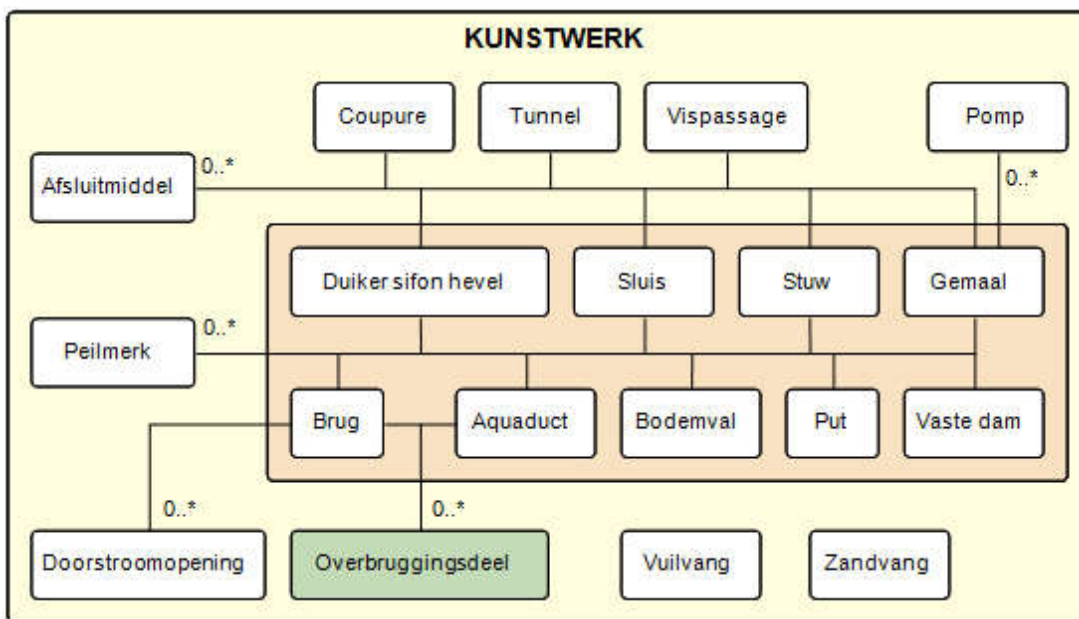 KUNSTWERK
Coupure
Tunnel
Vispassage
Pomp
Afsluitmiddel
0..*
0..*
Duiker sifon hevel
Sluis
Stuw
Gemaal
Peilmerk
0..*
Brug
Aquaduct
Bodemval
Put
Vaste dam
0..*
0..*
Doorstroomopening
Overbruggingsdeel
Vuilvang
Zandvang